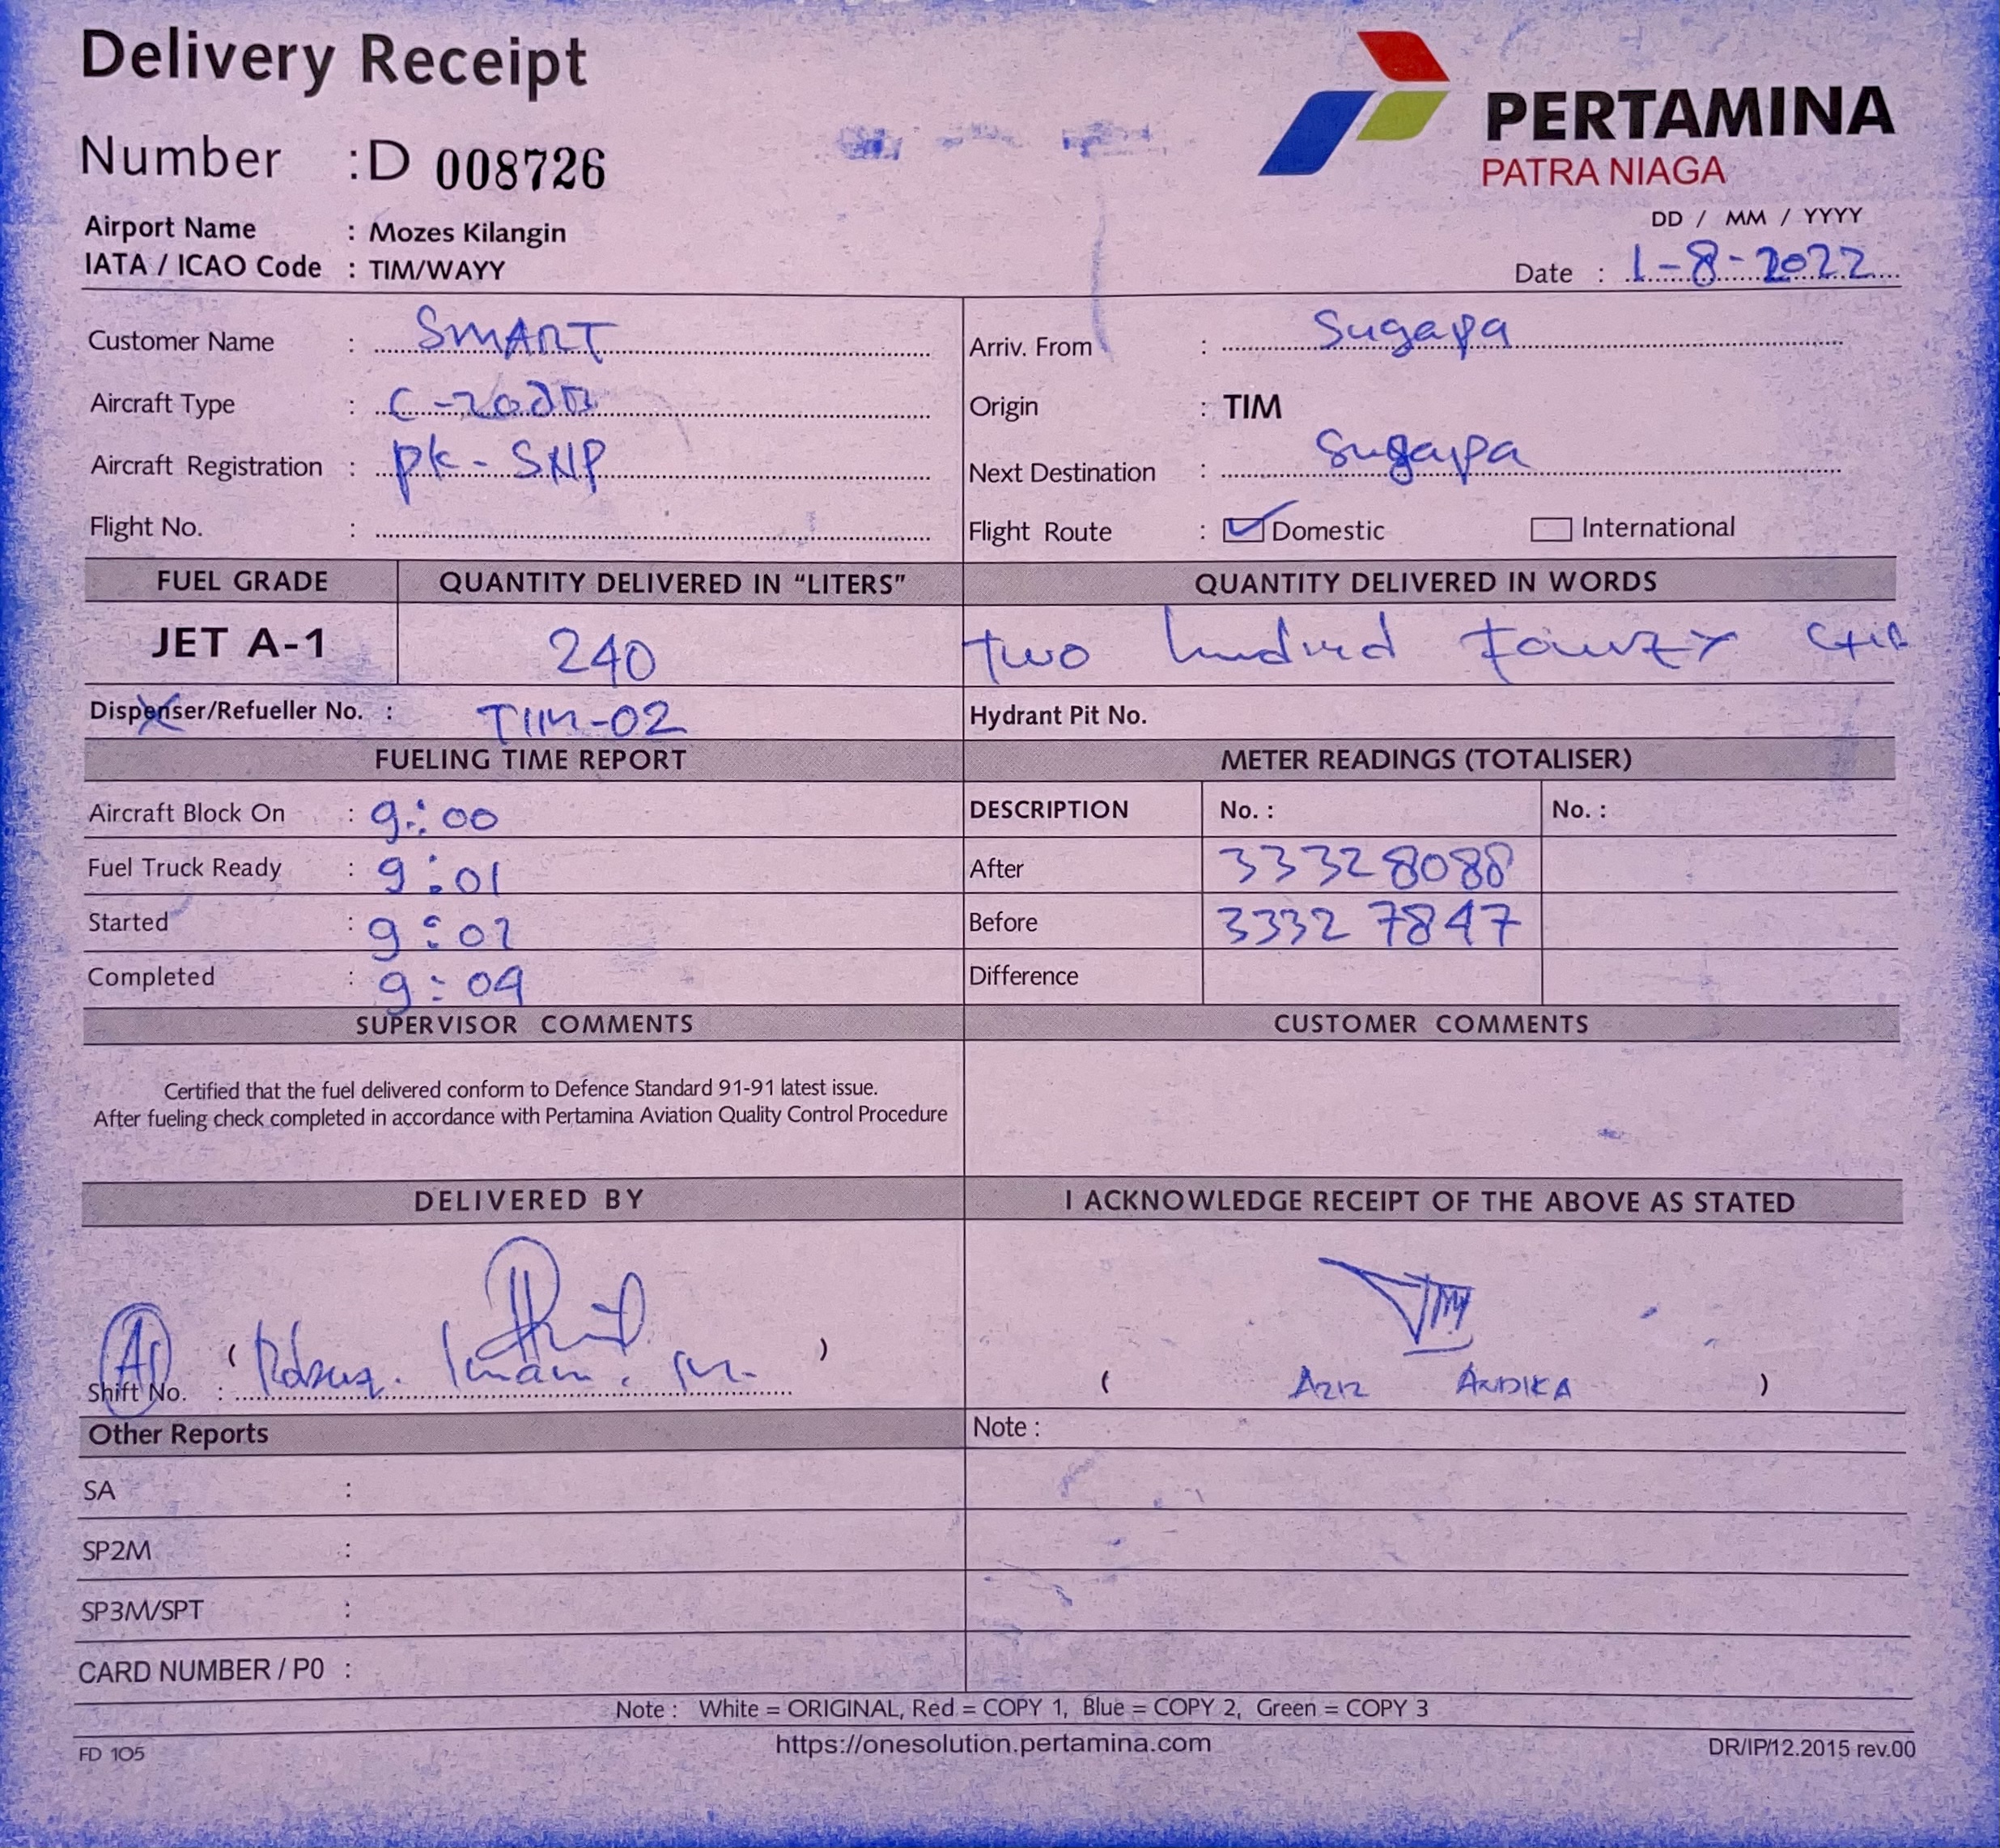 Delivery Receipt
PERTAMINA
PATRA NIAGA
Number : D 008726
Airport Name : Mozes Kilangin
IATA / ICAO Code : TIM/WAYY
DD / MM / YYYY
Date : 1-8-2022
Customer Name : SMART
Arriv. From : Sugapa
Aircraft Type : C-208B
Origin : TIM
Aircraft Registration : PK-SNP
Next Destination : Sugapa
Flight No. :
Flight Route : Domestic International
FUEL GRADE QUANTITY DELIVERED IN “LITERS” QUANTITY DELIVERED IN WORDS
JET A-1 240 two hundred
Dispenser/Refueller No. : TIM-02 Hydrant Pit No.
FUELING TIME REPORT METER READINGS (TOTALISER)
Aircraft Block On : 9:00 DESCRIPTION No. : No. :
Fuel Truck Ready : 9:01 After 33328088
Started : 9:02 Before 33327847
Completed : 9:04 Difference
SUPERVISOR COMMENTS CUSTOMER COMMENTS
Certified that the fuel delivered conform to Defence Standard 91-91 latest issue.
After fueling check completed in accordance with Pertamina Aviation Quality Control Procedure
DELIVERED BY I ACKNOWLEDGE RECEIPT OF THE ABOVE AS STATED
Shift No. :
( AZIZ ANDIKA )
Other Reports Note :
SA :
SP2M :
SP3M/SPT :
CARD NUMBER / P0 :
Note : White = ORIGINAL, Red = COPY 1, Blue = COPY 2, Green = COPY 3
FD 105 https://onesolution.pertamina.com DR/IP/12.2015 rev.00